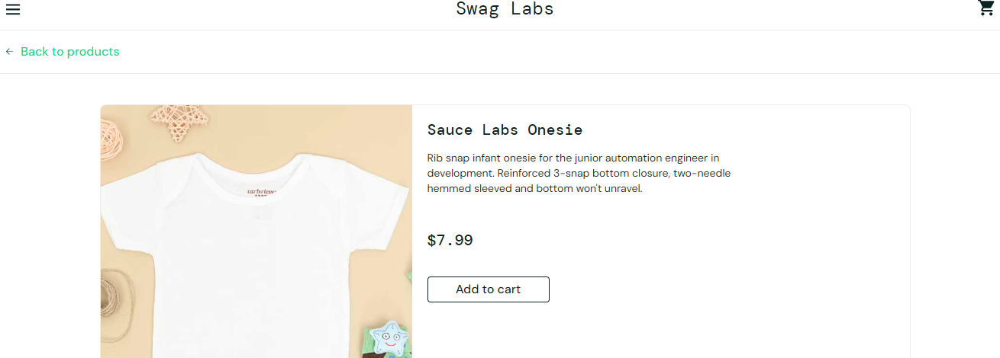 Swag Labs
Back to products
Sauce Labs Onesie
Rib snap infant onesie for the junior automation engineer in
development. Reinforced 3-snap bottom closure, two-needle
hemmed sleeved and bottom won't unravel.
$7.99
Add to cart